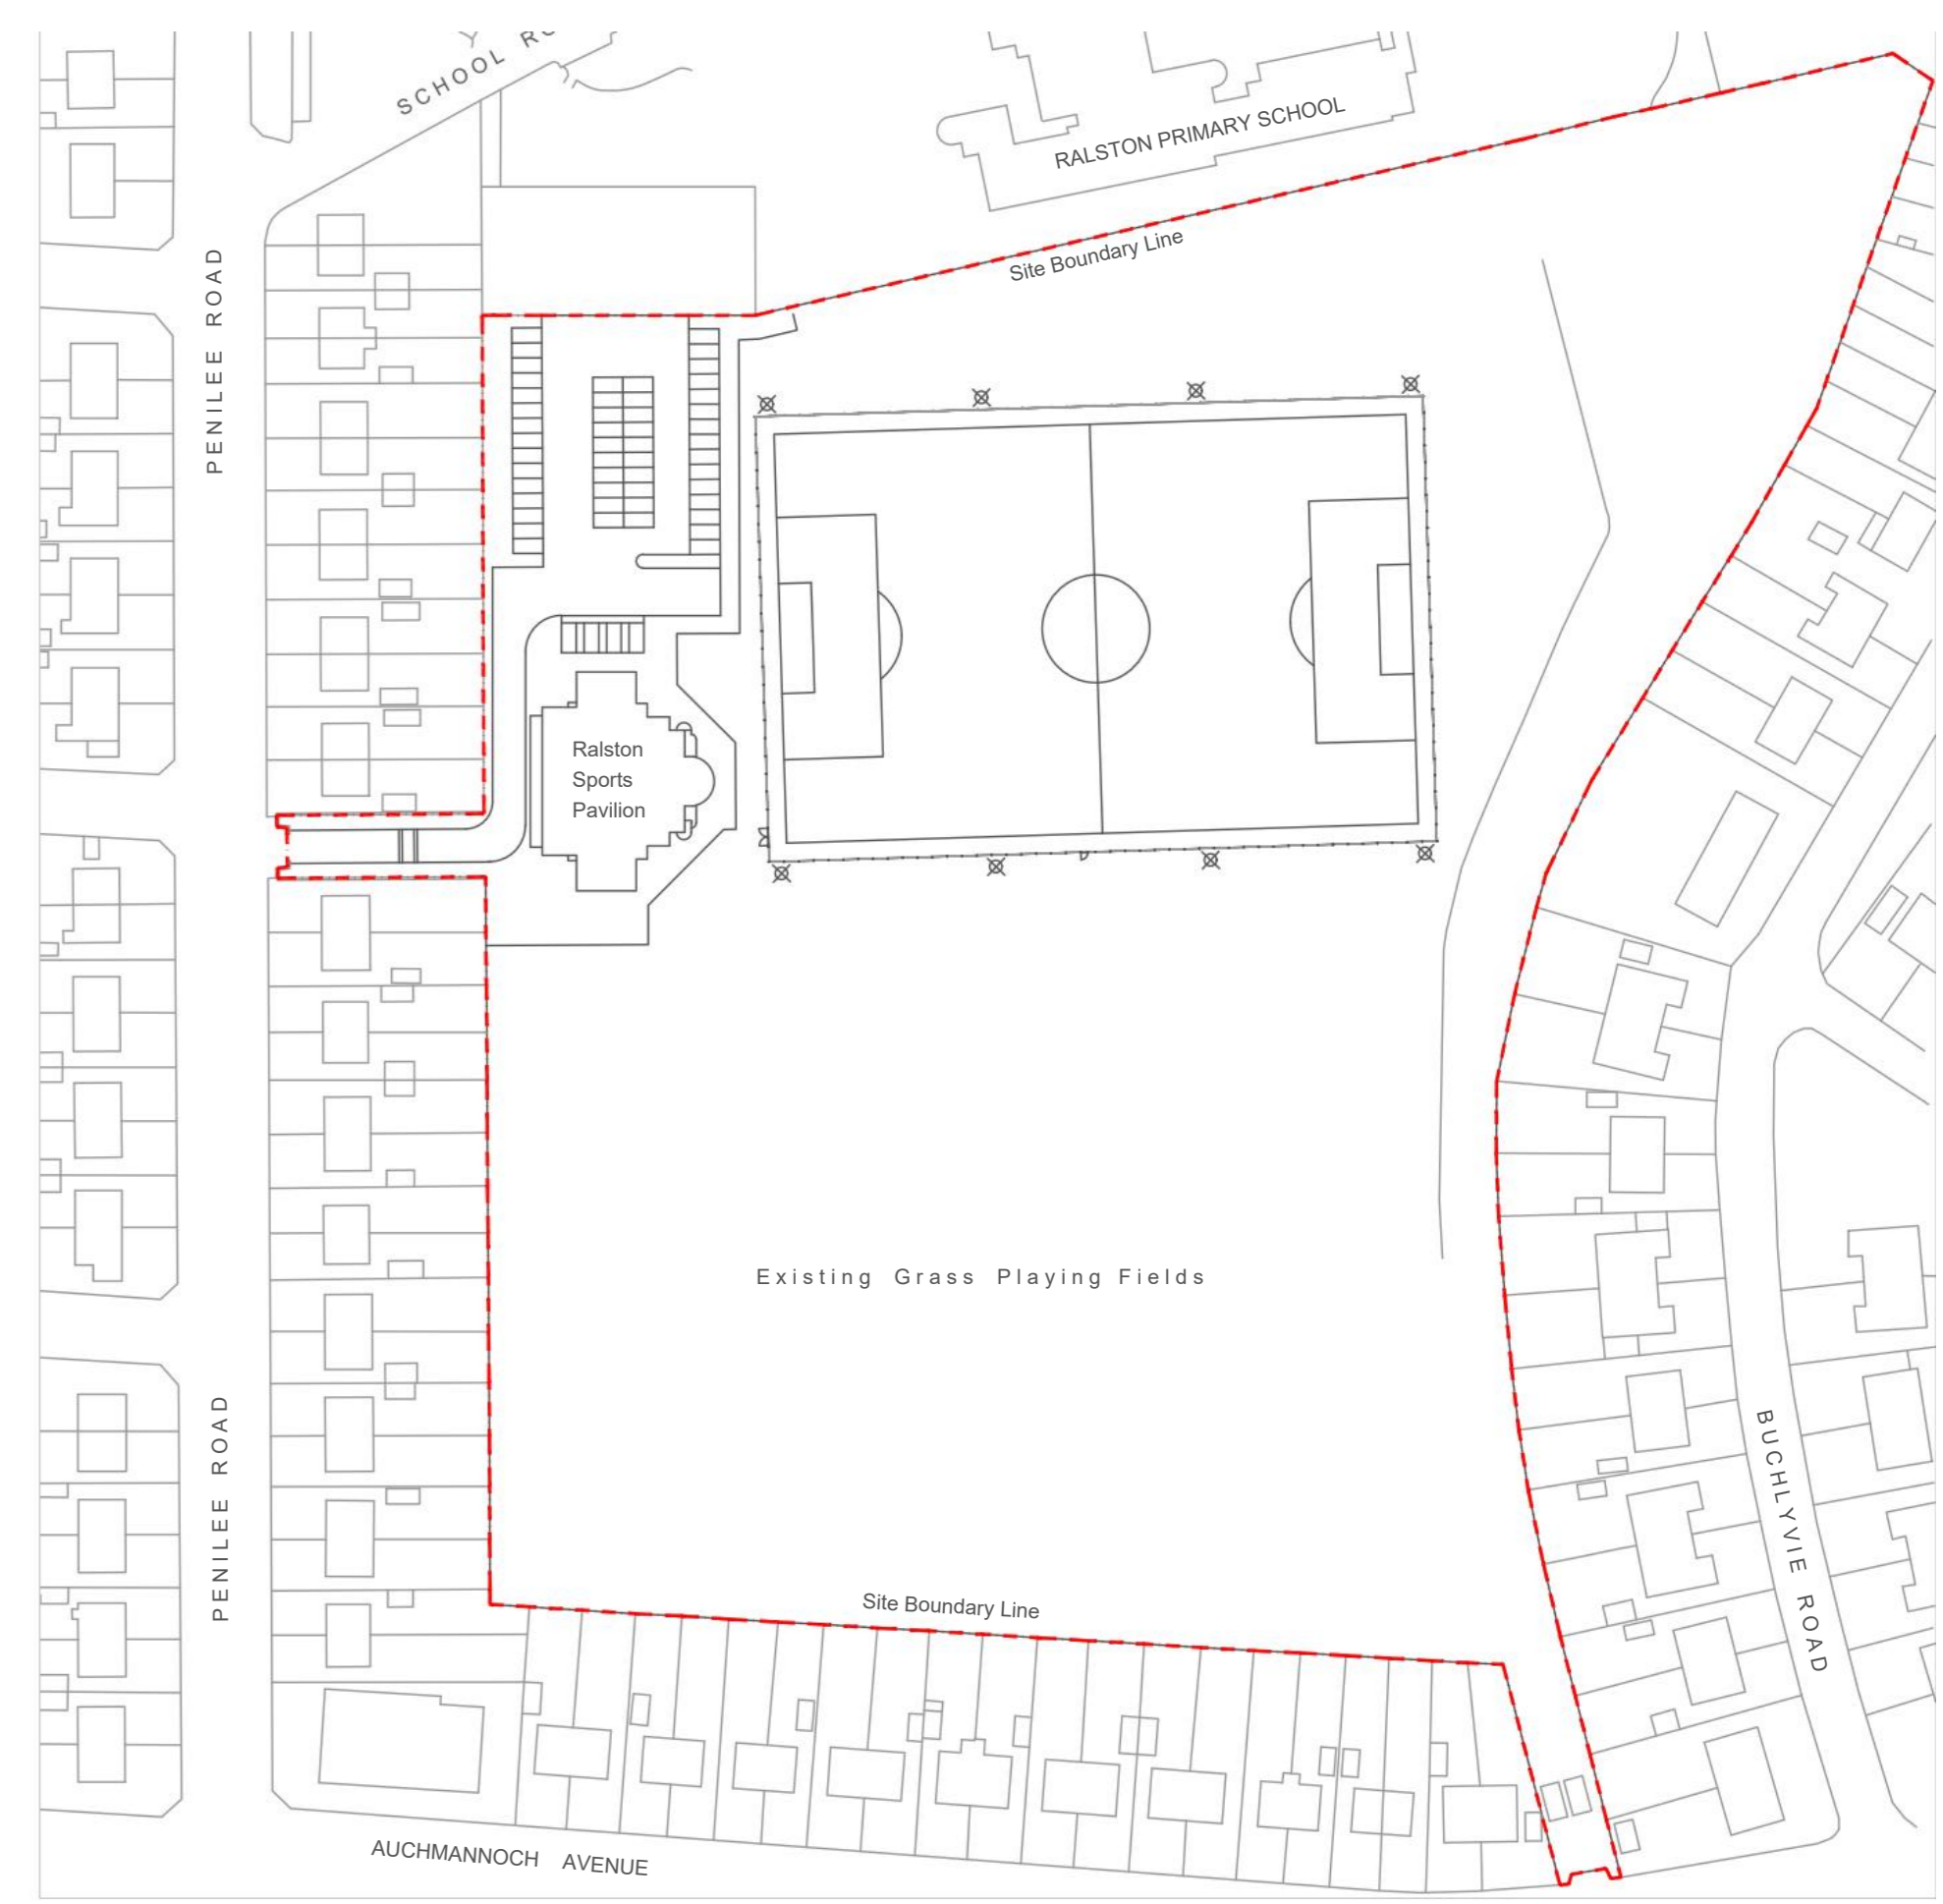 SCHOOL
RALSTON PRIMARY SCHOOL
Site Boundary Line
PENILEE ROAD
Ralston
Sports
Pavilion
Existing Grass Playing Fields
PENILEE ROAD
BUCHLYVIE ROAD
Site Boundary Line
AUCHMANNOCH AVENUE